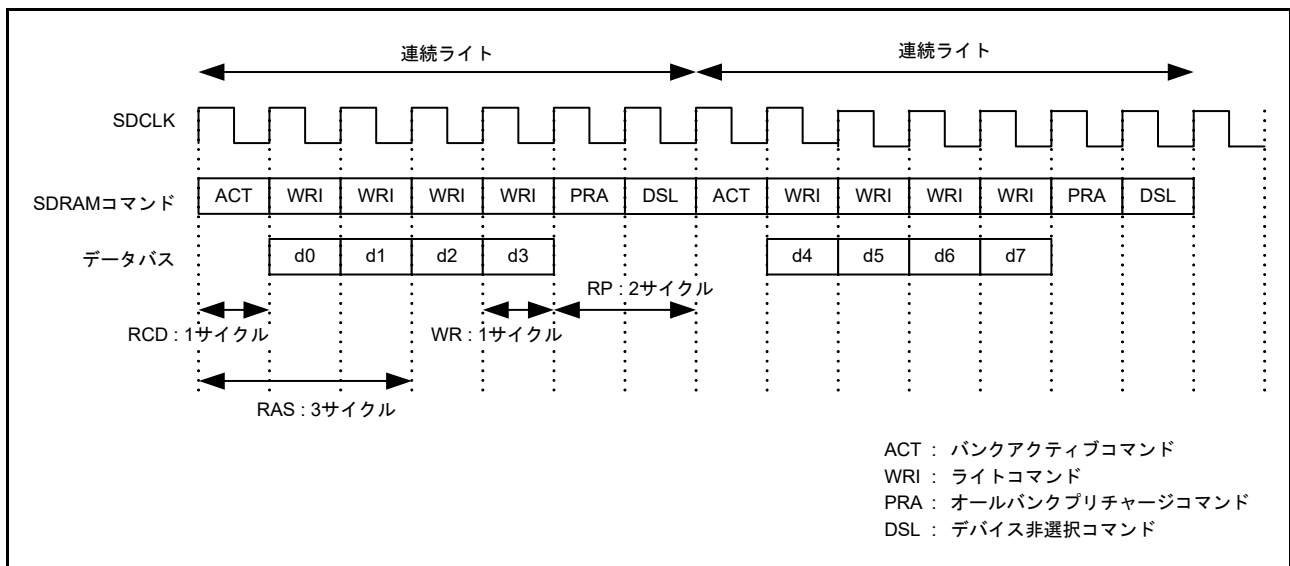 連続ライト 連続ライト
SDCLK
SDRAMコマンド ACT WRI WRI WRI WRI PRA DSL ACT WRI WRI WRI WRI PRA DSL
データバス d0 d1 d2 d3 d4 d5 d6 d7
RP : 2サイクル
RCD : 1サイクル WR : 1サイクル
RAS : 3サイクル
ACT : バンクアクティブコマンド
WRI : ライトコマンド
PRA : オールバンクプリチャージコマンド
DSL : デバイス非選択コマンド